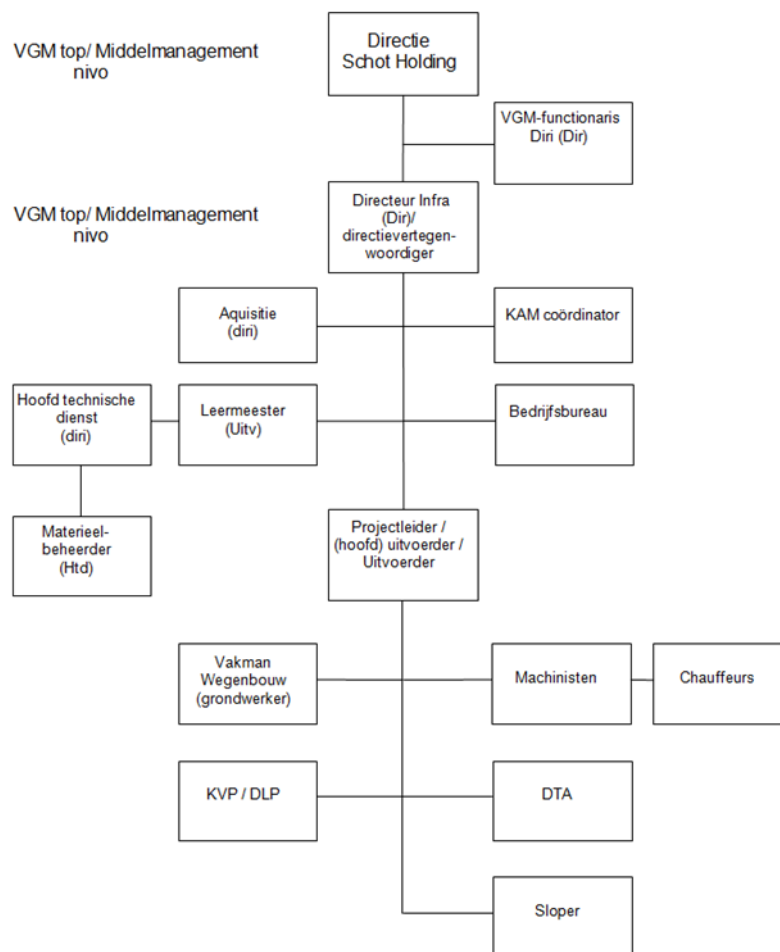 VGM top/ Middelmanagement
nivo
Directie
Schot Holding
VGM-functionaris
Diri (Dir)
VGM top/ Middelmanagement
nivo
Directeur Infra
(Dir)/
directievertegen-
woordiger
Aquisitie
(diri)
KAM coördinator
Hoofd technische
dienst
(diri)
Leermeester
(Uitv)
Bedrijfsbureau
Materieel-
beheerder
(Htd)
Projectleider /
(hoofd) uitvoerder /
Uitvoerder
Vakman
Wegenbouw
(grondwerker)
Machinisten
Chauffeurs
KVP / DLP
DTA
Sloper